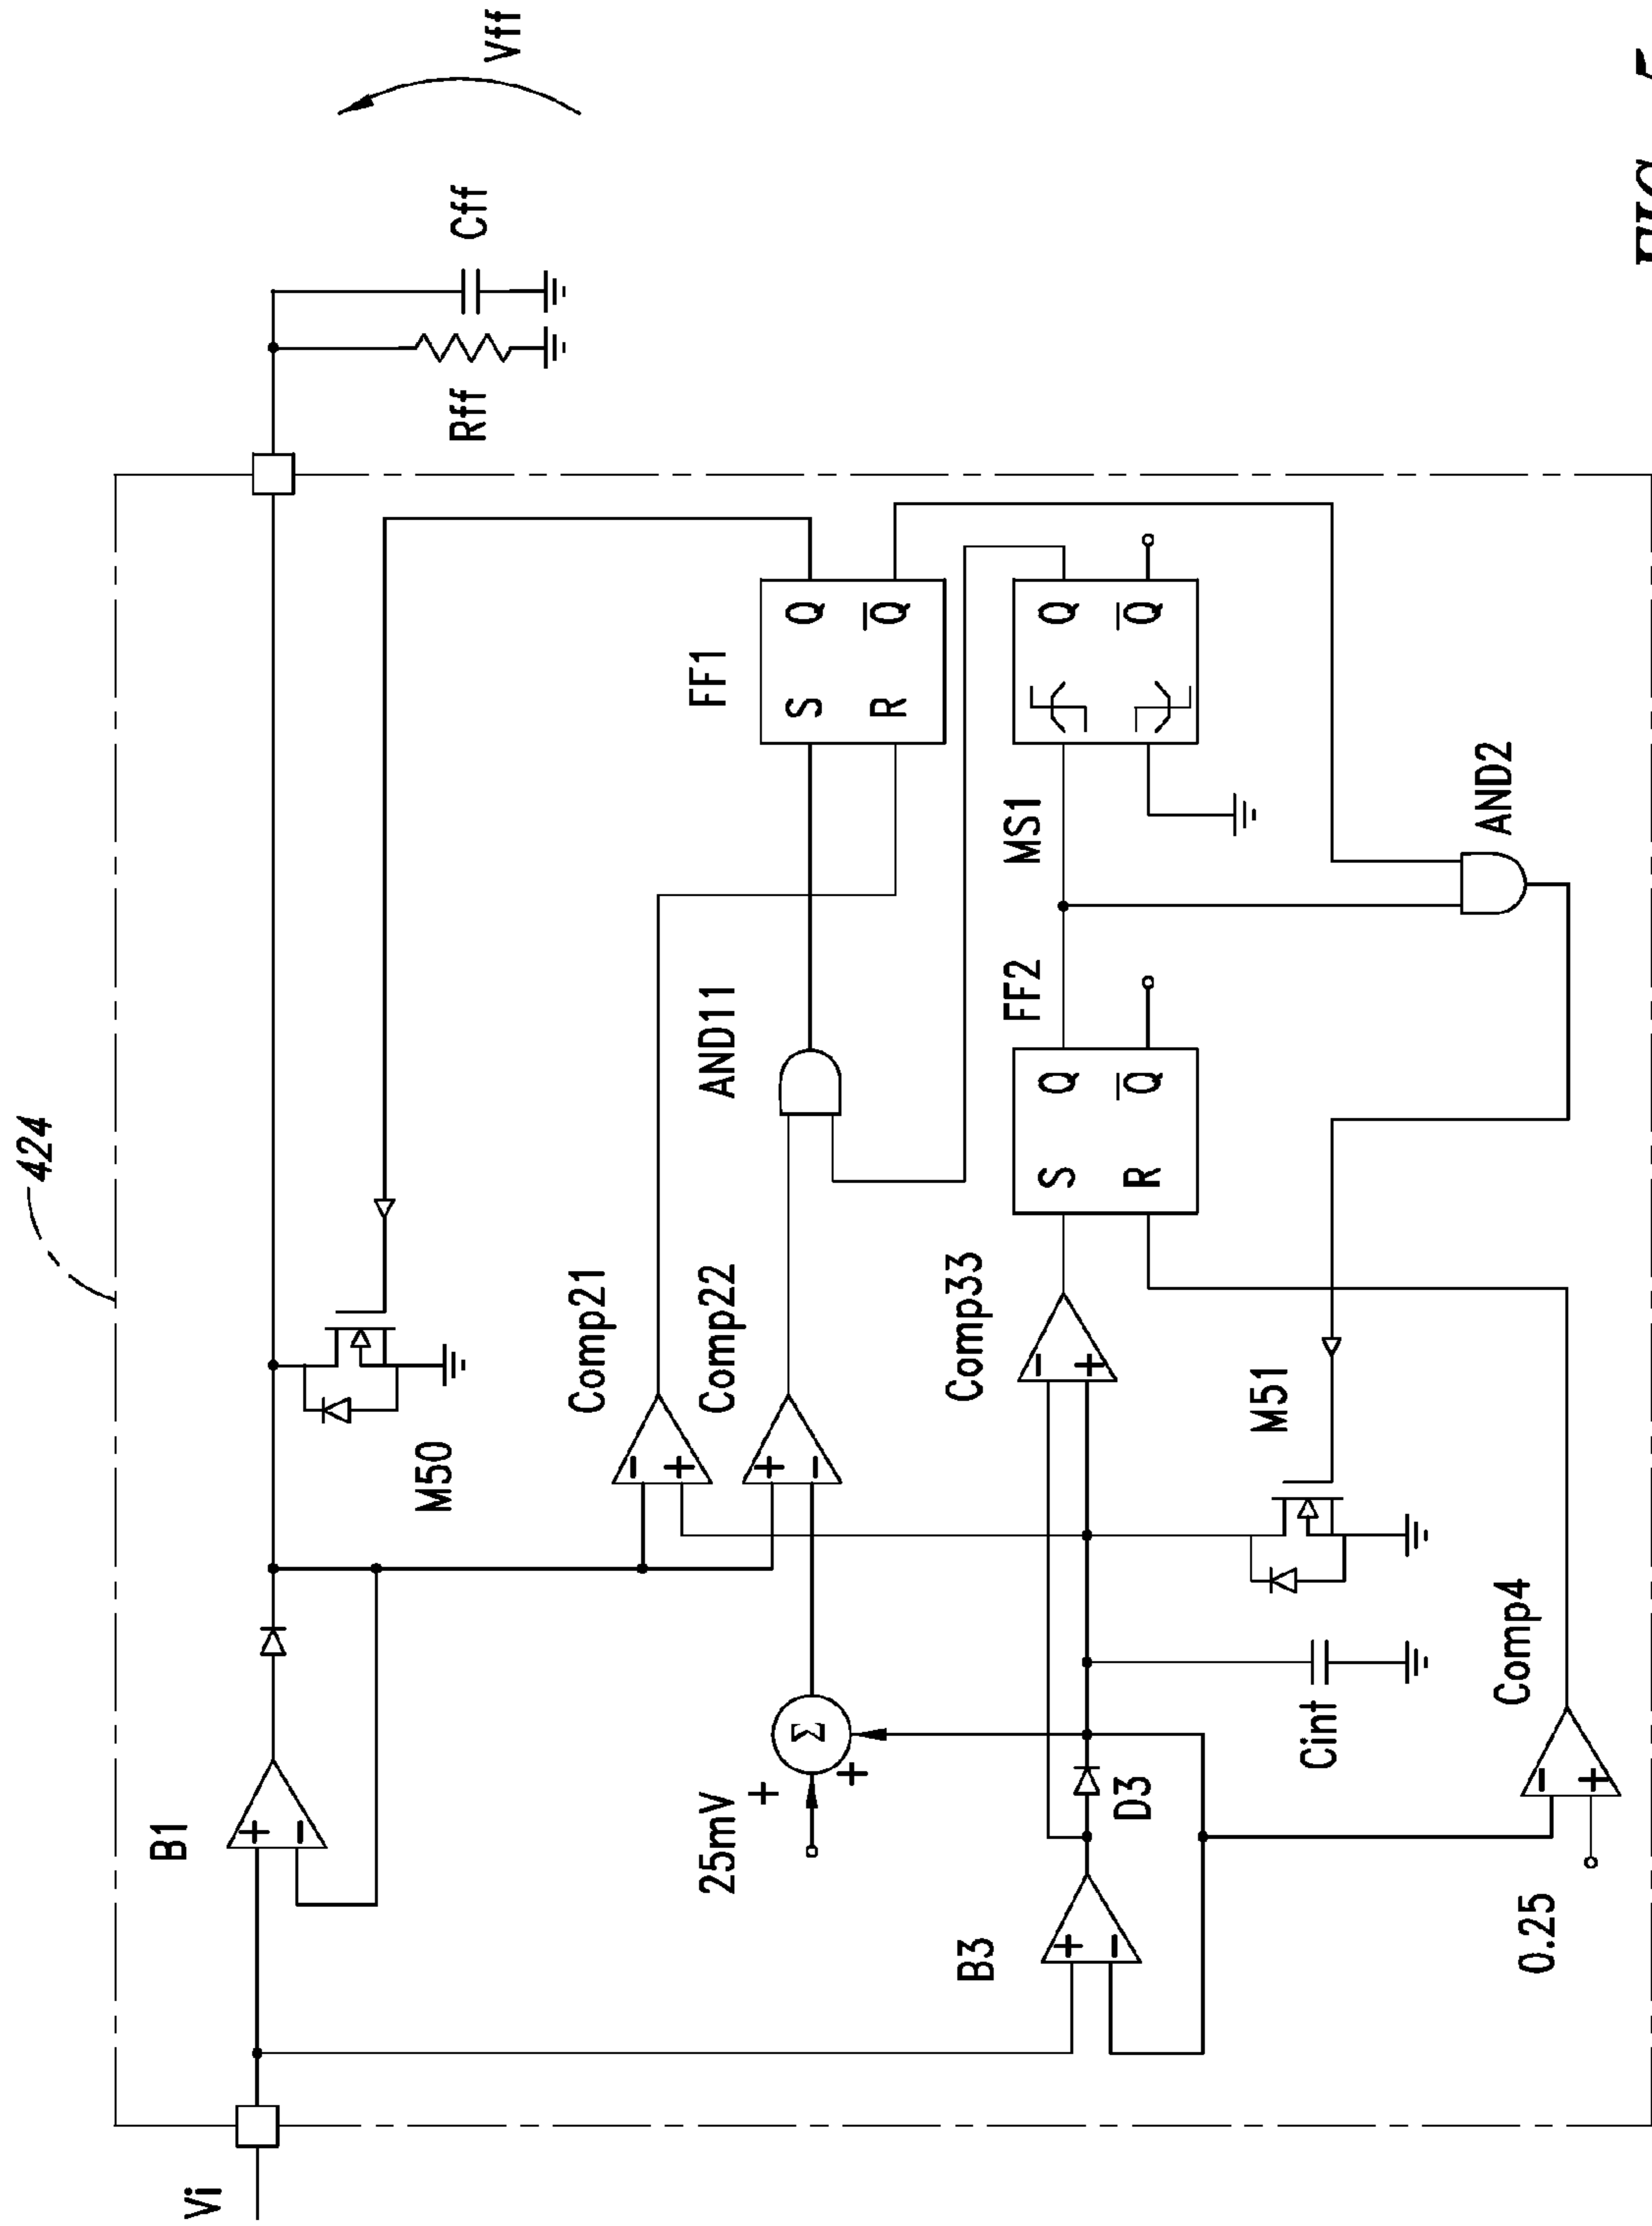 424
Vi
B1
+
−
M50
Rff
Cff
Vff
Comp21
−
+
Comp22
+
−
25mV
+
+
Σ
AND11
FF1
S
Q
R
Q̅
B3
+
−
D3
Cint
Comp33
−
+
FF2
S
Q
R
Q̅
MS1
Q
Q̅
M51
AND2
0.25
Comp4
−
+